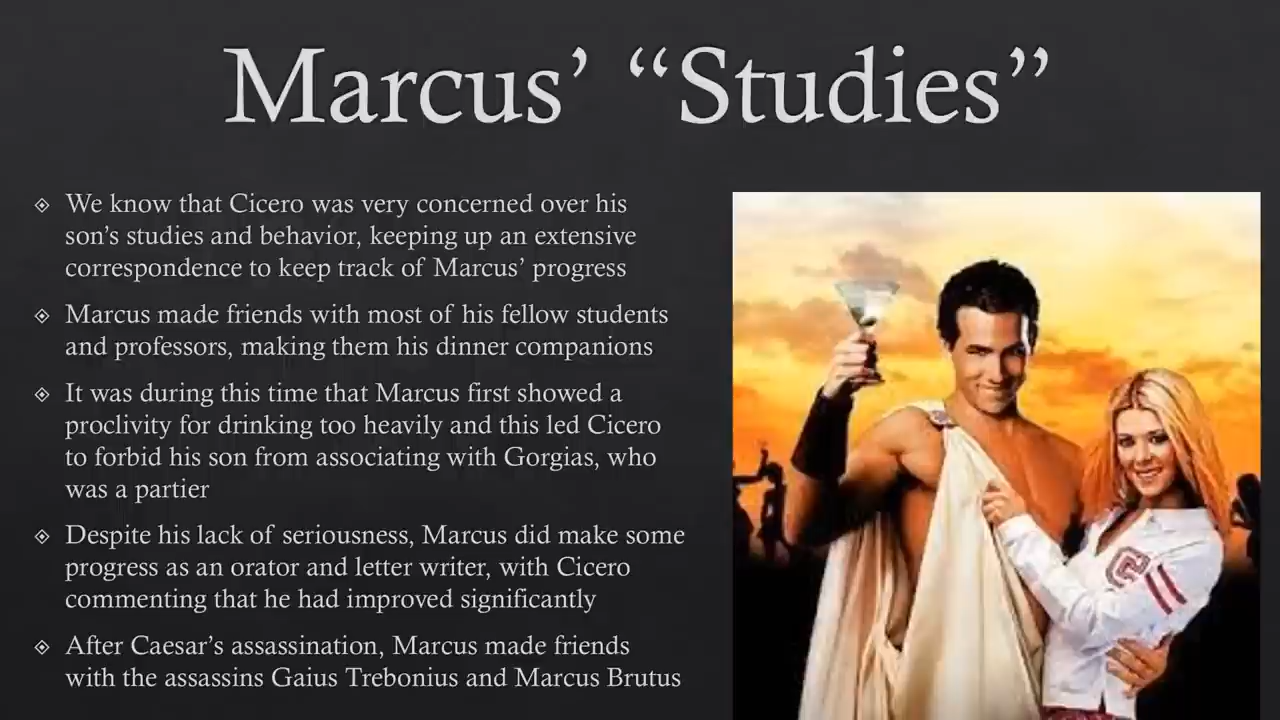 Marcus’ “Studies”
We know that Cicero was very concerned over his
son’s studies and behavior, keeping up an extensive
correspondence to keep track of Marcus’ progress
Marcus made friends with most of his fellow students
and professors, making them his dinner companions
It was during this time that Marcus first showed a
proclivity for drinking too heavily and this led Cicero
to forbid his son from associating with Gorgias, who
was a partier
Despite his lack of seriousness, Marcus did make some
progress as an orator and letter writer, with Cicero
commenting that he had improved significantly
After Caesar’s assassination, Marcus made friends
with the assassins Gaius Trebonius and Marcus Brutus
C